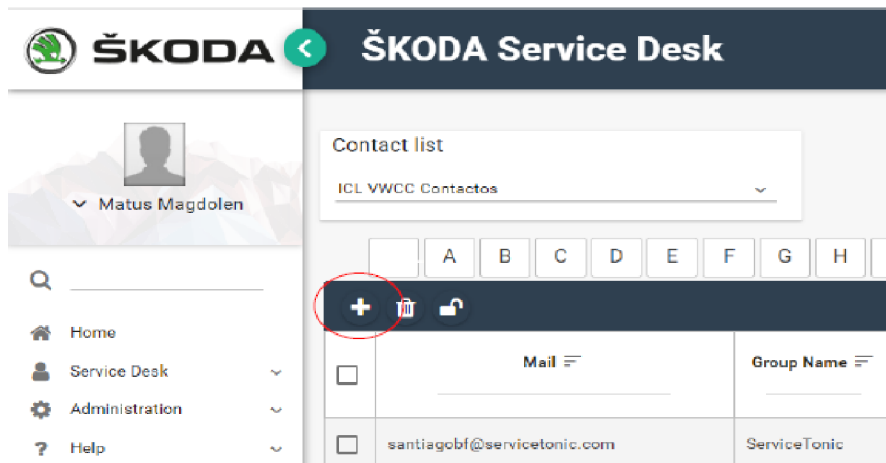 ŠKODA
ŠKODA Service Desk
Matus Magdolen
Home
Service Desk
Administration
? Help
Contact list
ICL VWCC Contactos
A B C D E F G H
Mail
Group Name
santiagobf@servicetonic.com
ServiceTonic